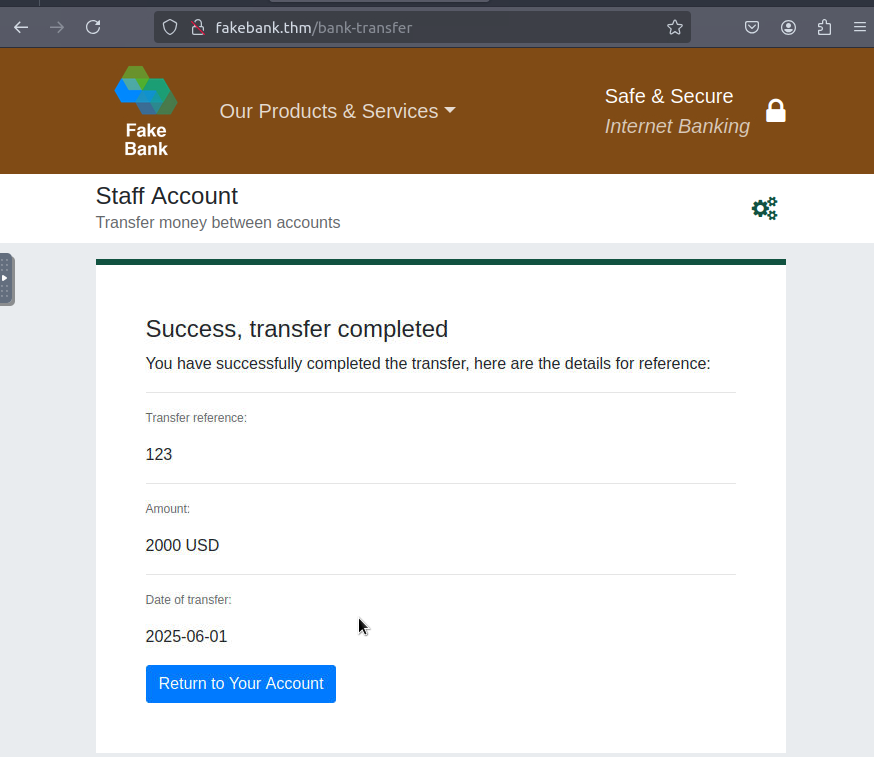 fakebank.thm/bank-transfer
Fake
Bank
Our Products & Services
Safe & Secure
Internet Banking
Staff Account
Transfer money between accounts
Success, transfer completed
You have successfully completed the transfer, here are the details for reference:
Transfer reference:
123
Amount:
2000 USD
Date of transfer:
2025-06-01
Return to Your Account